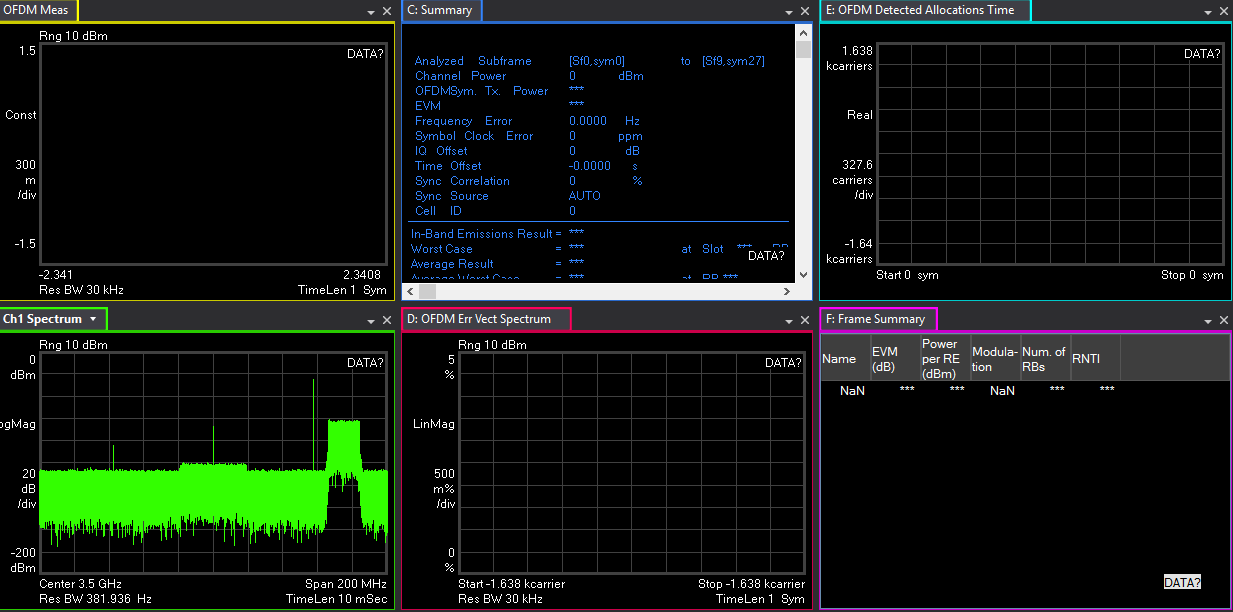 OFDM Meas
Rng 10 dBm
1.5
DATA?
Const
300
m
/div
-1.5
-2.341
2.3408
Res BW 30 kHz
TimeLen 1 Sym
C: Summary
Analyzed Subframe [Sf0,sym0] to [Sf9,sym27]
Channel Power 0 dBm
OFDMSym. Tx. Power ***
EVM ***
Frequency Error 0.0000 Hz
Symbol Clock Error 0 ppm
IQ Offset 0 dB
Time Offset -0.0000 s
Sync Correlation 0 %
Sync Source AUTO
Cell ID 0
In-Band Emissions Result = ***
Worst Case = *** at Slot *** RB
DATA?
Average Result = ***
Average Worst Case = *** at RB ***
E: OFDM Detected Allocations Time
1.638
kcarriers
DATA?
Real
327.6
carriers
/div
-1.64
kcarriers
Start 0 sym
Stop 0 sym
Ch1 Spectrum
Rng 10 dBm
0
dBm
DATA?
ogMag
20
dB
/div
-200
dBm
Center 3.5 GHz
Span 200 MHz
Res BW 381.936 Hz
TimeLen 10 mSec
D: OFDM Err Vect Spectrum
Rng 10 dBm
5
%
DATA?
LinMag
500
m%
/div
0
%
Start -1.638 kcarrier
Stop -1.638 kcarrier
Res BW 30 kHz
TimeLen 1 Sym
F: Frame Summary
Name EVM (dB) Power per RE (dBm) Modula-tion Num. of RBs RNTI
NaN *** *** NaN *** ***
DATA?